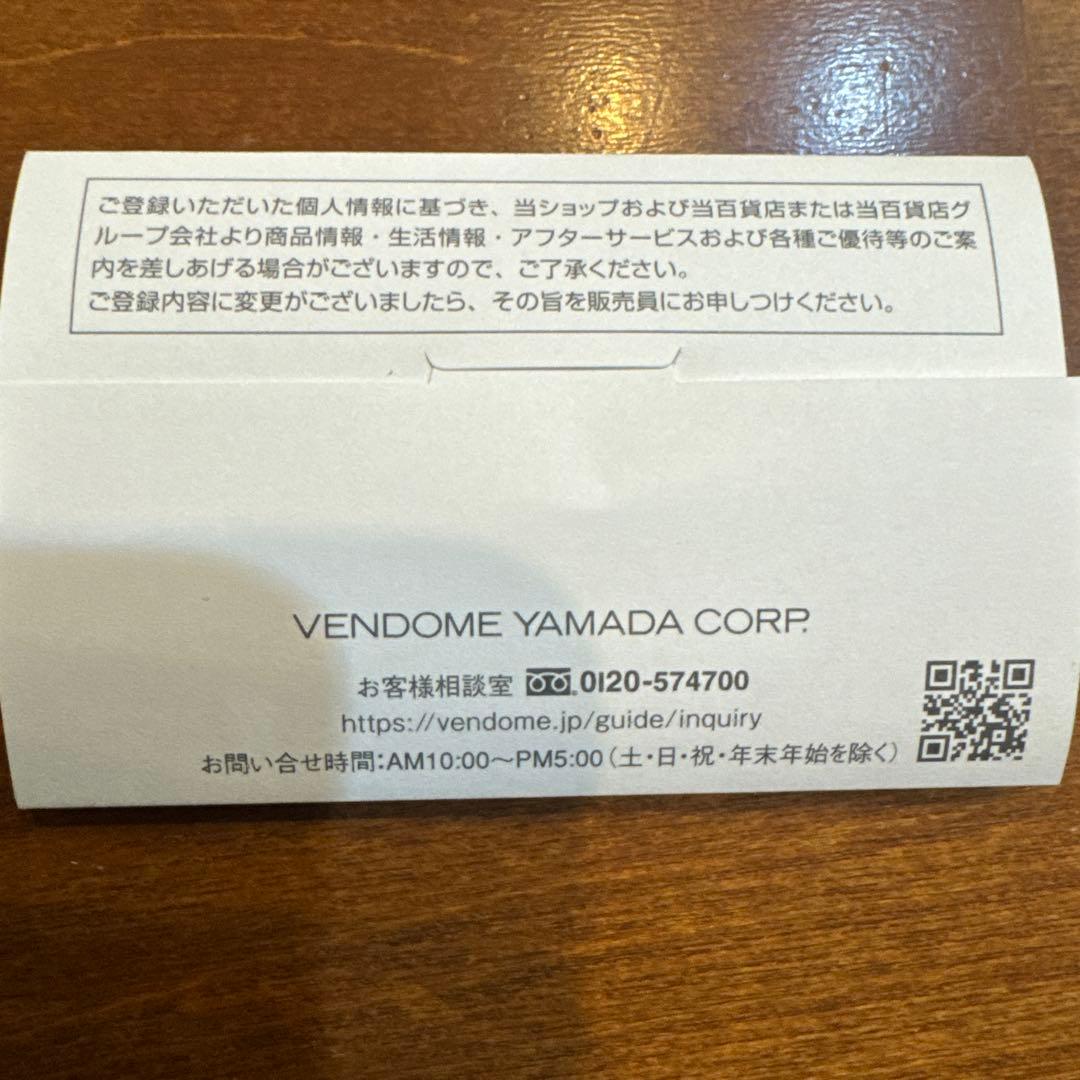 ご登録いただいた個人情報に基づき、当ショップおよび当百貨店または当百貨店グ
ループ会社より商品情報・生活情報・アフターサービスおよび各種ご優待等のご案
内を差しあげる場合がございますので、ご了承ください。
ご登録内容に変更がございましたら、その旨を販売員にお申しつけください。
VENDOME YAMADA CORP.
お客様相談室 0120-574700
https://vendome.jp/guide/inquiry
お問い合せ時間:AM10:00〜PM5:00(土・日・祝・年末年始を除く)